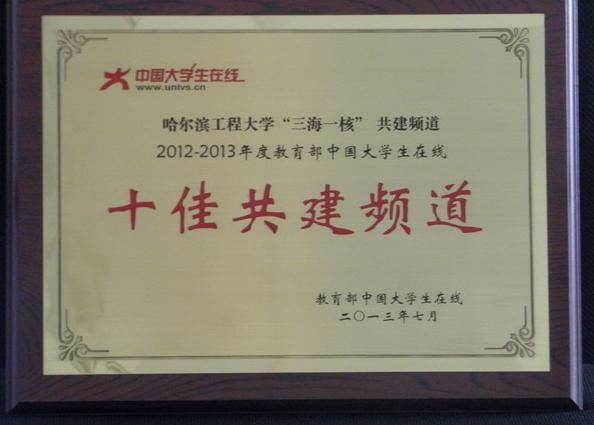 中国大学生在线
www.univs.cn
哈尔滨工程大学“三海一核” 共建频道
2012-2013年度教育部中国大学生在线
十佳共建频道
教育部中国大学生在线
二〇一三年七月